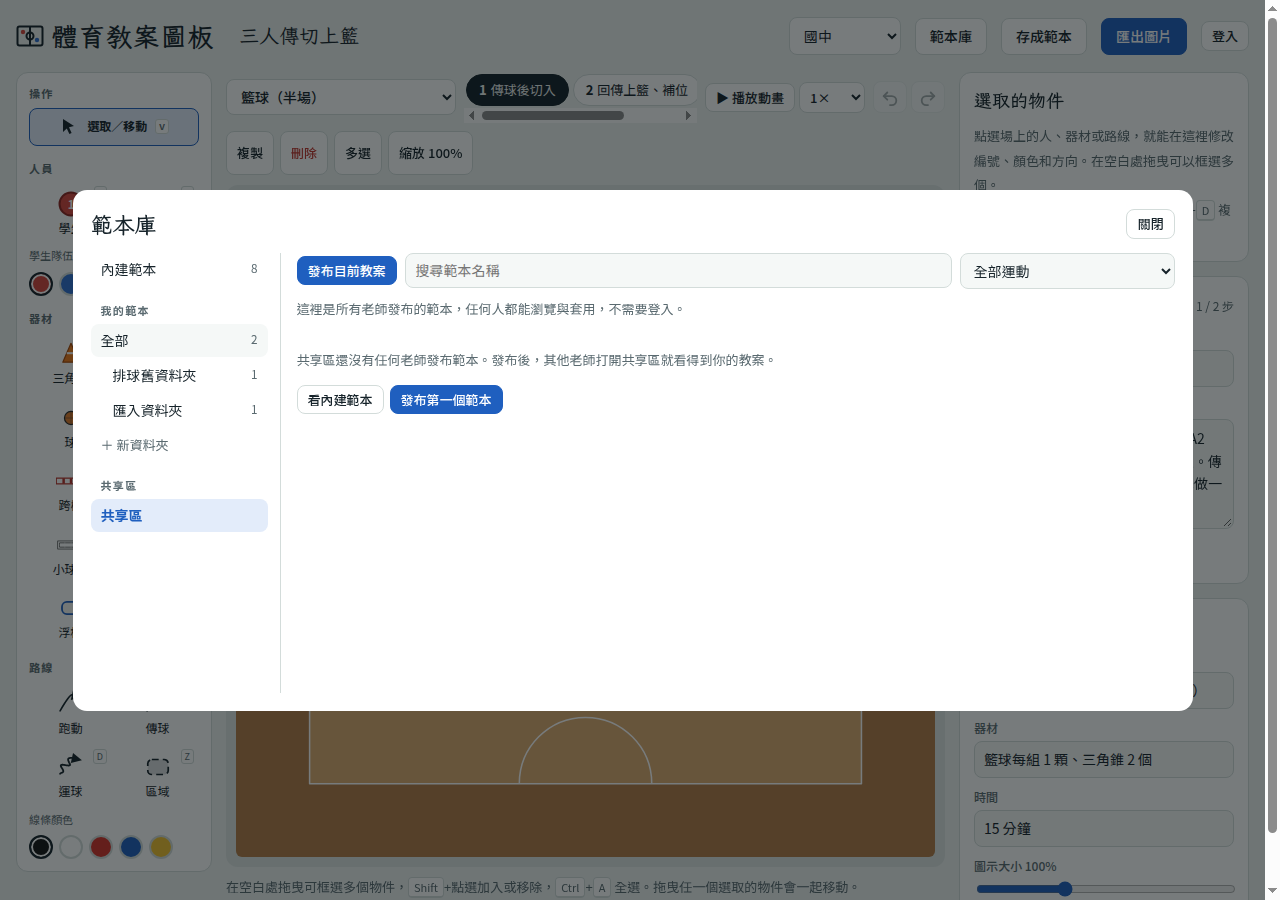 體育教案圖板
三人傳切上籃
國中
範本庫
存成範本
匯出圖片
登入
操作
選取／移動 V
人員
學生隊伍
器材
路線
跑動
傳球
運球 D
區域 Z
線條顏色
籃球（半場）
1 傳球後切入
2 回傳上籃、補位
▶ 播放動畫
1×
複製
刪除
多選
縮放 100%
選取的物件
點選場上的人、器材或路線，就能在這裡修改
編號、顏色和方向。在空白處拖曳可以框選多
個。
D 複
1 / 2 步
A2
。傳
做一
範本庫
關閉
內建範本 8
我的範本
全部 2
排球舊資料夾 1
匯入資料夾 1
＋ 新資料夾
共享區
共享區
發布目前教案
搜尋範本名稱
全部運動
這裡是所有老師發布的範本，任何人都能瀏覽與套用，不需要登入。
共享區還沒有任何老師發布範本。發布後，其他老師打開共享區就看得到你的教案。
看內建範本
發布第一個範本
器材
籃球每組 1 顆、三角錐 2 個
時間
15 分鐘
圖示大小 100%
在空白處拖曳可框選多個物件，Shift+點選加入或移除，Ctrl+A 全選。拖曳任一個選取的物件會一起移動。